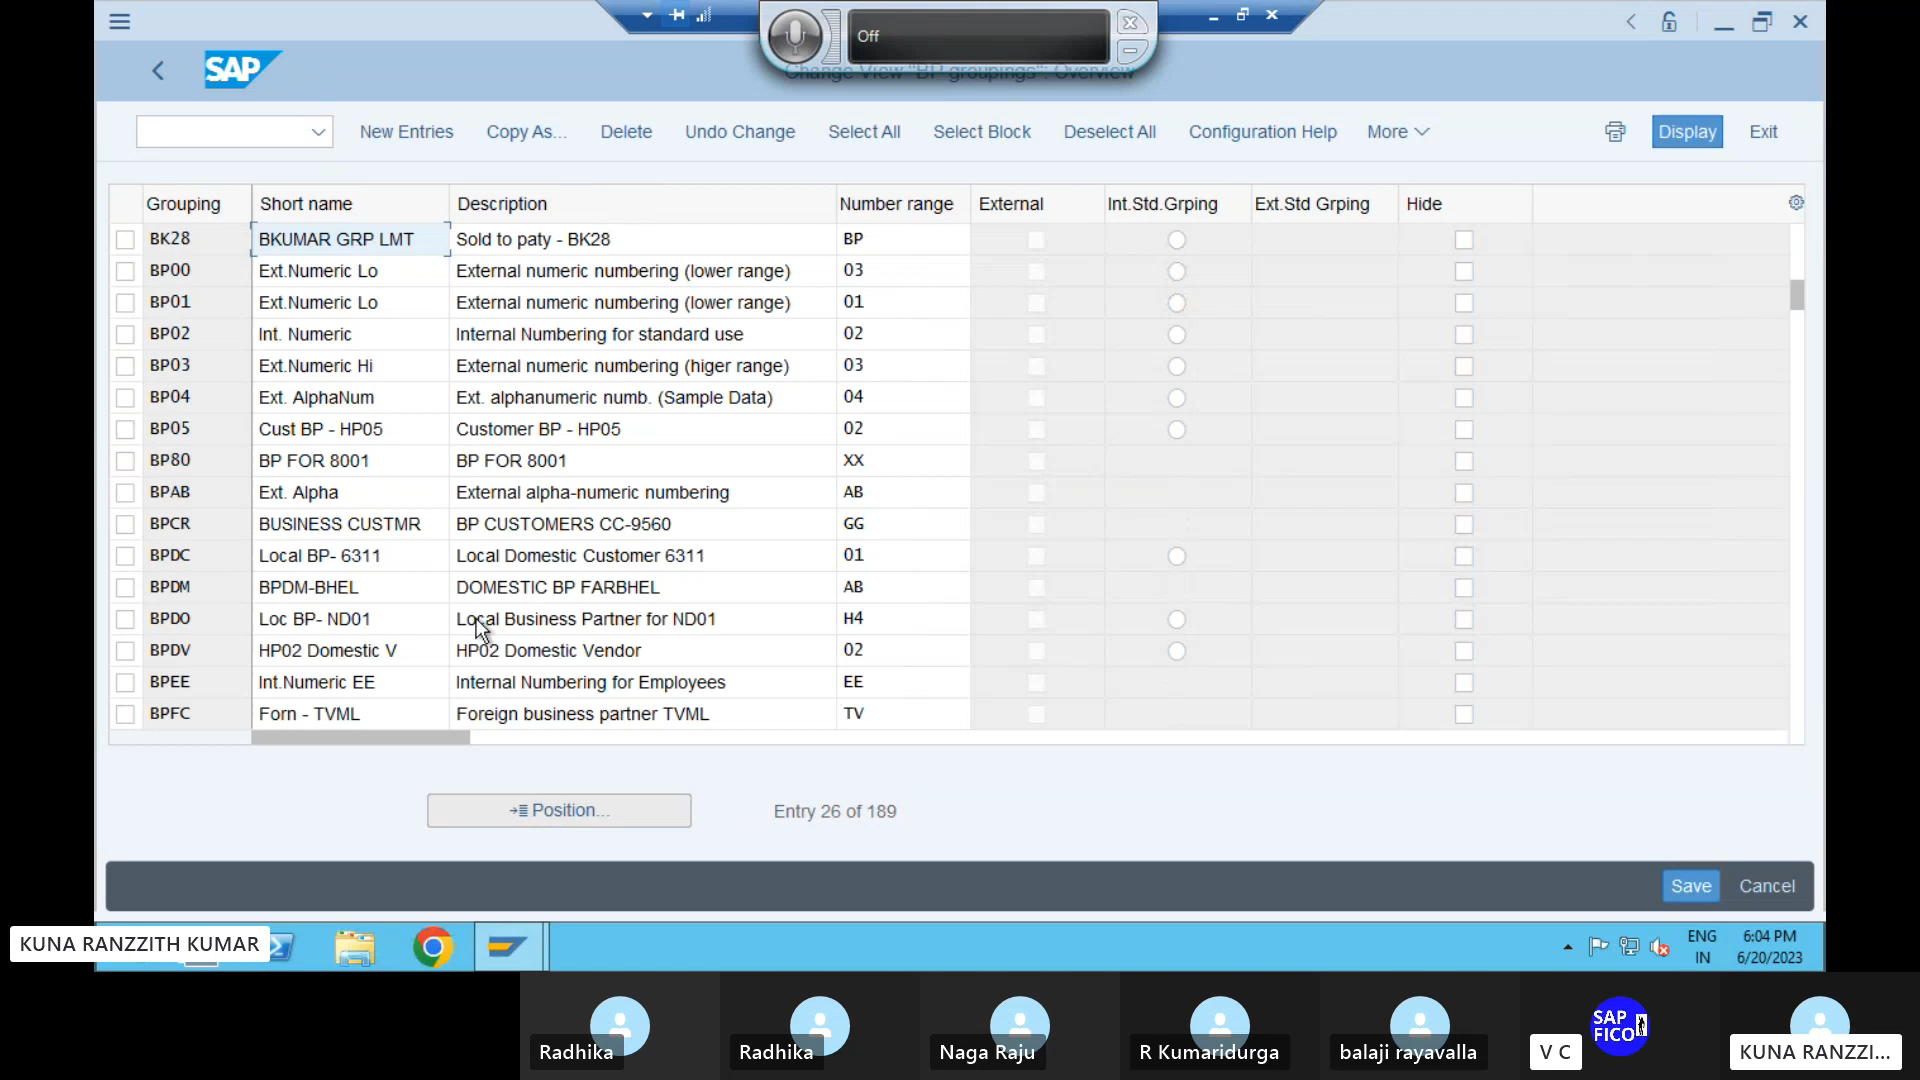 Off
SAP
Change View "BP groupings": Overview
New Entries Copy As... Delete Undo Change Select All Select Block Deselect All Configuration Help More Display Exit
Grouping Short name Description Number range External Int.Std.Grping Ext.Std Grping Hide
BK28 BKUMAR GRP LMT Sold to paty - BK28 BP
BP00 Ext.Numeric Lo External numeric numbering (lower range) 03
BP01 Ext.Numeric Lo External numeric numbering (lower range) 01
BP02 Int. Numeric Internal Numbering for standard use 02
BP03 Ext.Numeric Hi External numeric numbering (higer range) 03
BP04 Ext. AlphaNum Ext. alphanumeric numb. (Sample Data) 04
BP05 Cust BP - HP05 Customer BP - HP05 02
BP80 BP FOR 8001 BP FOR 8001 XX
BPAB Ext. Alpha External alpha-numeric numbering AB
BPCR BUSINESS CUSTMR BP CUSTOMERS CC-9560 GG
BPDC Local BP- 6311 Local Domestic Customer 6311 01
BPDM BPDM-BHEL DOMESTIC BP FARBHEL AB
BPDO Loc BP- ND01 Local Business Partner for ND01 H4
BPDV HP02 Domestic V HP02 Domestic Vendor 02
BPEE Int.Numeric EE Internal Numbering for Employees EE
BPFC Forn - TVML Foreign business partner TVML TV
Position... Entry 26 of 189
Save Cancel
KUNA RANZZITH KUMAR
ENG 6:04 PM
IN 6/20/2023
SAP
FICO
Radhika Radhika Naga Raju R Kumaridurga balaji rayavalla V C KUNA RANZZI...